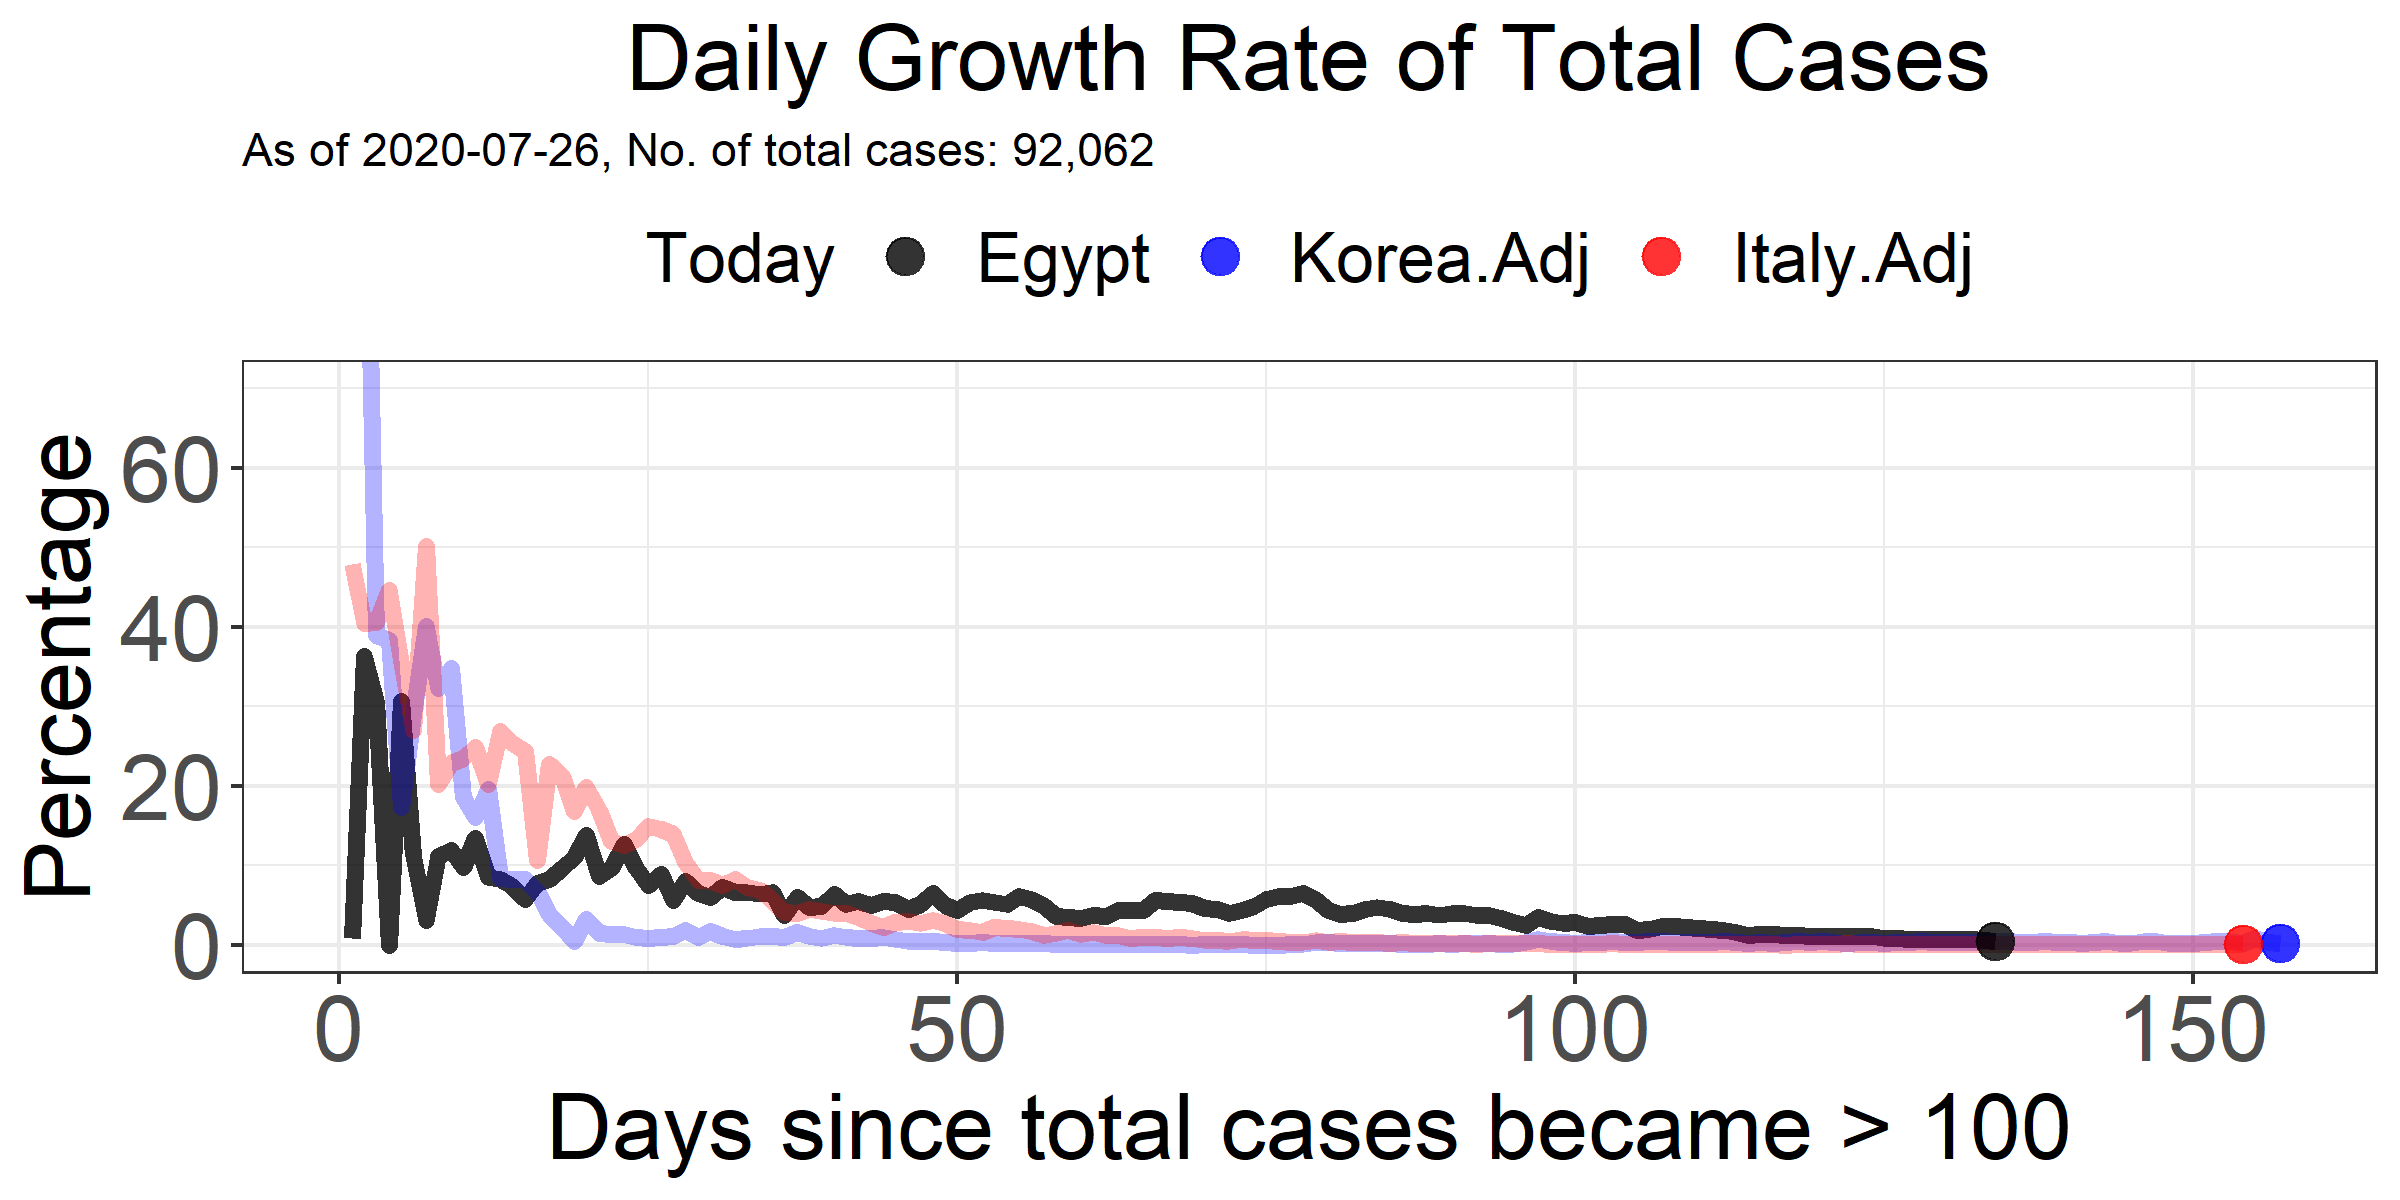 Daily Growth Rate of Total Cases
As of 2020-07-26, No. of total cases: 92,062
Today Egypt Korea.Adj Italy.Adj
Percentage
60
40
20
0
0 50 100 150
Days since total cases became > 100